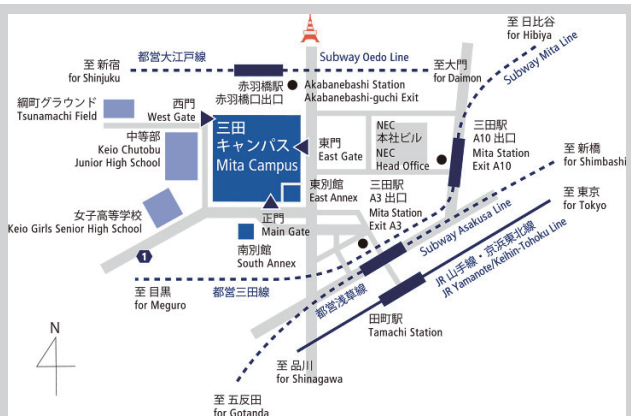 至 日比谷
for Hibiya
都営大江戸線
Subway Oedo Line
Subway Mita Line
至 新宿
for Shinjuku
至大門
for Daimon
赤羽橋駅
赤羽橋口出口
Akabanebashi Station
Akabanebashi-guchi Exit
綱町グラウンド
Tsunamachi Field
西門
West Gate
三田
キャンパス
Mita Campus
東門
East Gate
NEC
本社ビル
NEC
Head Office
三田駅
A10 出口
Mita Station
Exit A10
中等部
Keio Chutobu
Junior High School
至 新橋
for Shimbashi
東別館
East Annex
三田駅
A3 出口
Mita Station
Exit A3
至 東京
for Tokyo
女子高等学校
Keio Girls Senior High School
正門
Main Gate
南別館
South Annex
Subway Asakusa Line
JR 山手線・京浜東北線
JR Yamanote/Keihin-Tohoku Line
1
至 目黒
for Meguro
都営三田線
都営浅草線
田町駅
Tamachi Station
N
至 品川
for Shinagawa
至 五反田
for Gotanda